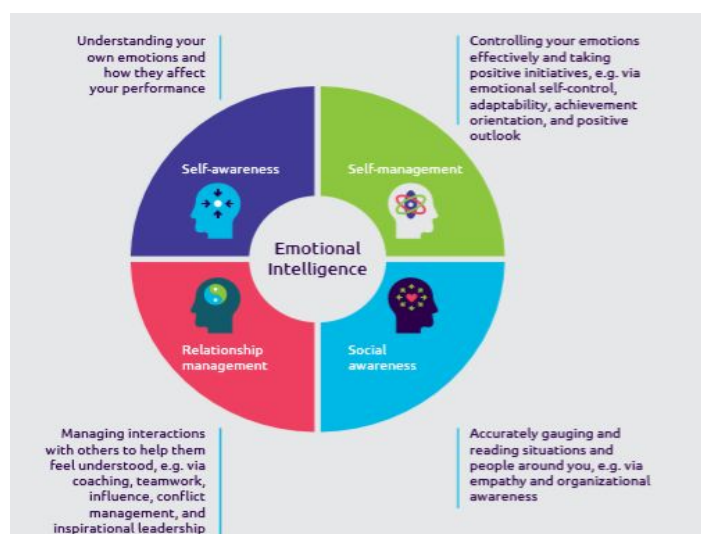 Understanding your
own emotions and
how they affect
your performance
Controlling your emotions
effectively and taking
positive initiatives, e.g. via
emotional self-control,
adaptability, achievement
orientation, and positive
outlook
Self-awareness
Self-management
Emotional
Intelligence
Relationship
management
Social
awareness
Managing interactions
with others to help them
feel understood, e.g. via
coaching, teamwork,
influence, conflict
management, and
inspirational leadership
Accurately gauging and
reading situations and
people around you, e.g. via
empathy and organizational
awareness